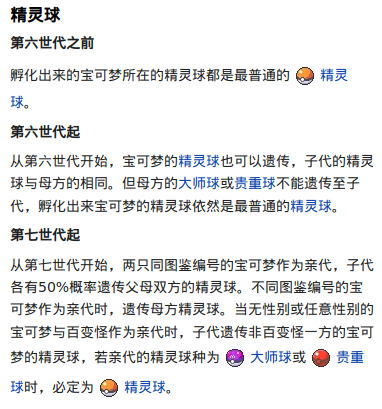 精灵球
第六世代之前
孵化出来的宝可梦所在的精灵球都是最普通的 精灵
球。
第六世代起
从第六世代开始，宝可梦的精灵球也可以遗传，子代的精灵
球与母方的相同。但母方的大师球或贵重球不能遗传至子
代，孵化出来宝可梦的精灵球依然是最普通的精灵球。
第七世代起
从第七世代开始，两只同图鉴编号的宝可梦作为亲代，子代
各有50%概率遗传父母双方的精灵球。不同图鉴编号的宝
可梦作为亲代时，遗传母方精灵球。当无性别或任意性别的
宝可梦与百变怪作为亲代时，子代遗传非百变怪一方的宝可
梦的精灵球，若亲代的精灵球种为 大师球或 贵重
球时，必定为 精灵球。